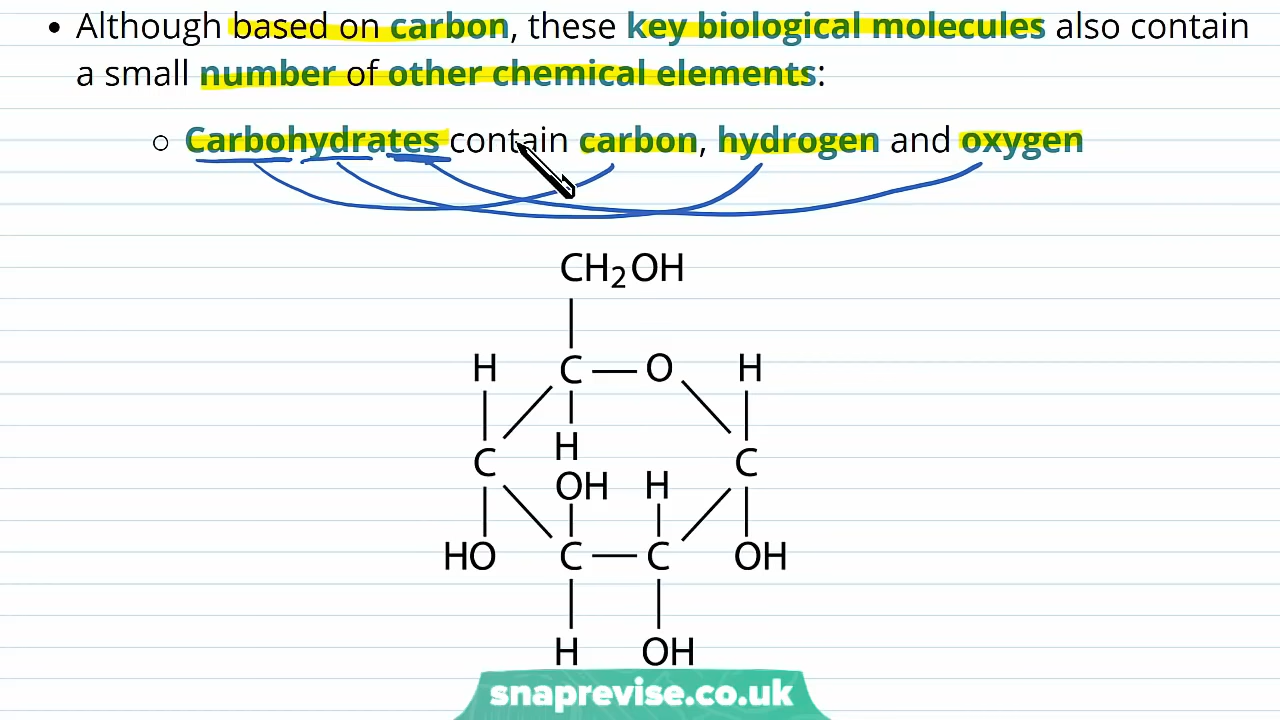 • Although based on carbon, these key biological molecules also contain
a small number of other chemical elements:
○ Carbohydrates contain carbon, hydrogen and oxygen
CH₂OH
H C O H
H
C C
OH H
HO C C OH
H OH
snaprevise.co.uk